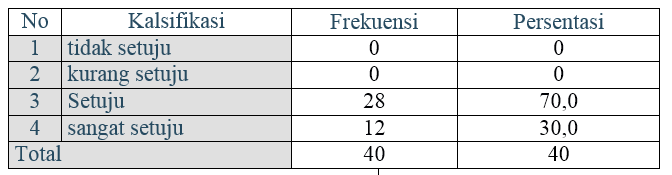 No Kalsifikasi Frekuensi Persentasi
1 tidak setuju 0 0
2 kurang setuju 0 0
3 Setuju 28 70,0
4 sangat setuju 12 30,0
Total 40 40